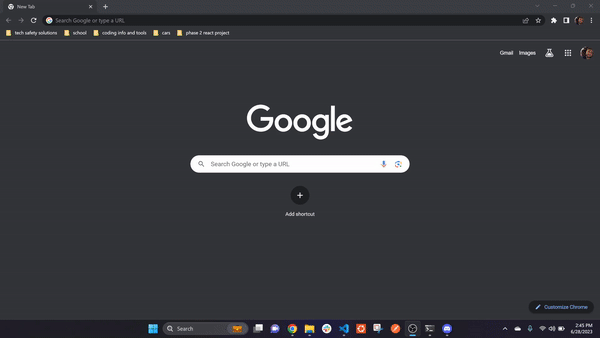 New Tab
Search Google or type a URL
tech safety solutions school coding info and tools cars phase 2 react project
Gmail Images
Google
Search Google or type a URL
Add shortcut
Customize Chrome
Search
2:45 PM
6/28/2023